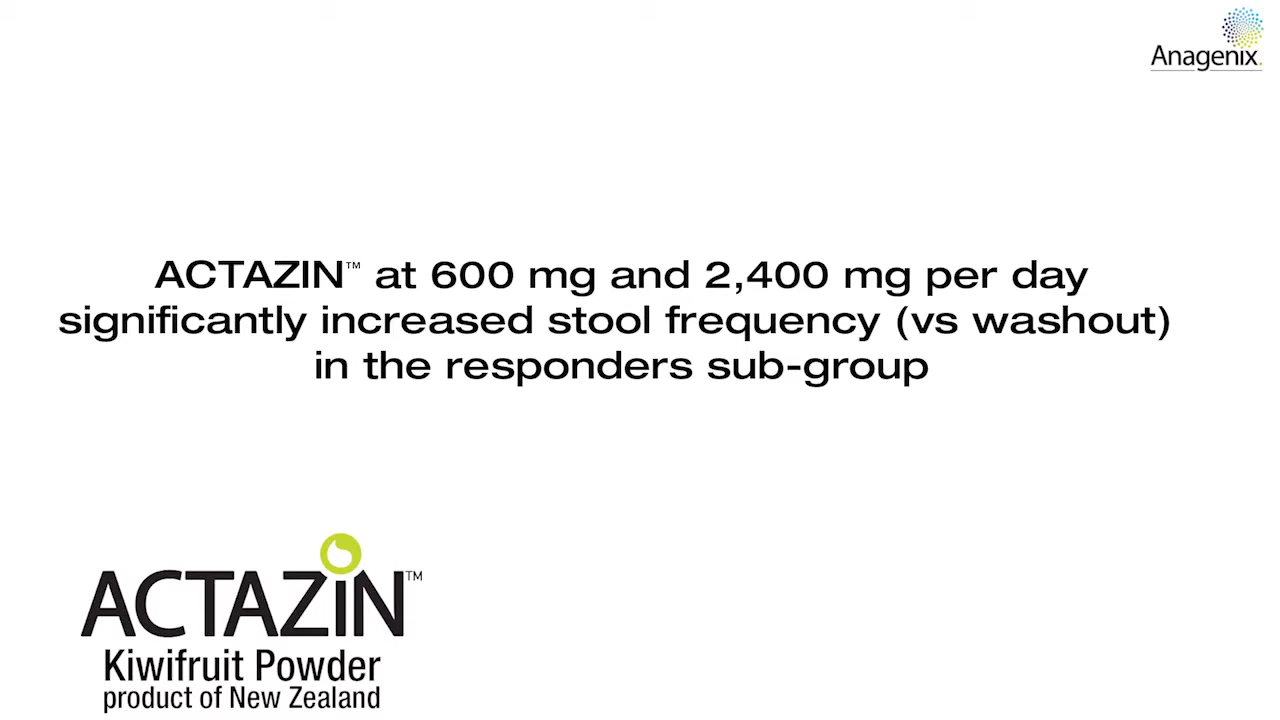 Anagenix.
ACTAZIN™ at 600 mg and 2,400 mg per day
significantly increased stool frequency (vs washout)
in the responders sub-group
ACTAZiN™
Kiwifruit Powder
product of New Zealand